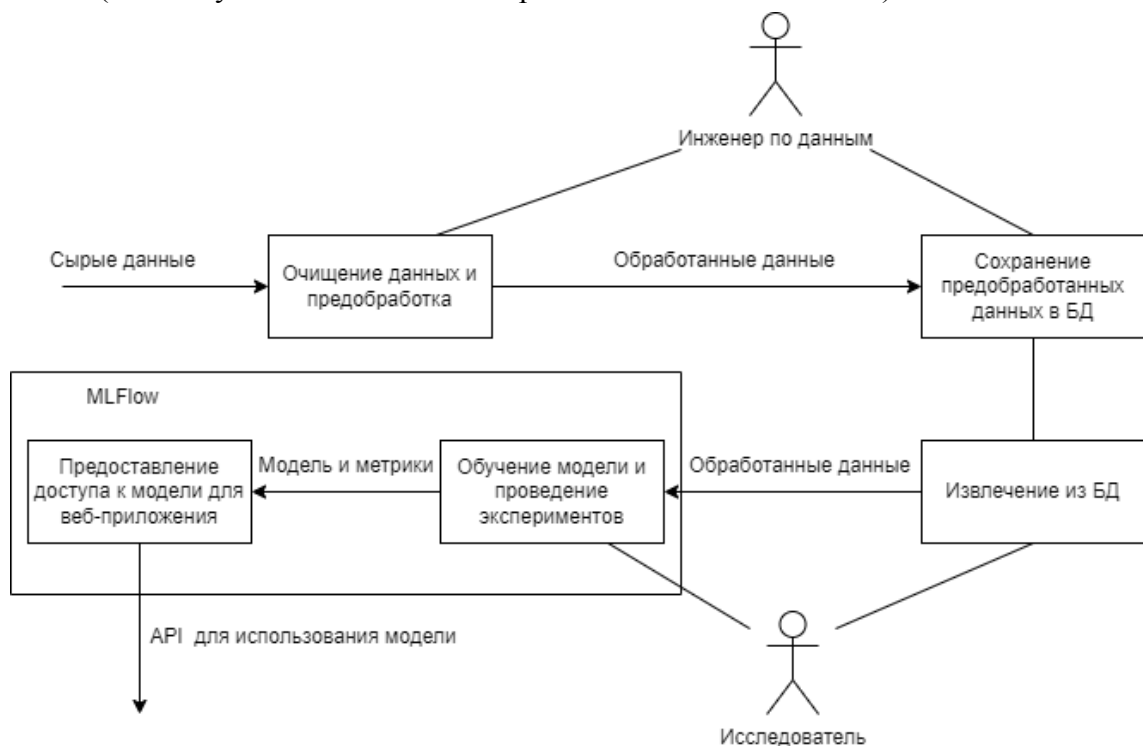 Инженер по данным
Сырые данные
Очищение данных и
предобработка
Обработанные данные
Сохранение
предобработанных
данных в БД
MLFlow
Предоставление
доступа к модели для
веб-приложения
Модель и метрики
Обучение модели и
проведение
экспериментов
Обработанные данные
Извлечение из БД
API для использования модели
Исследователь